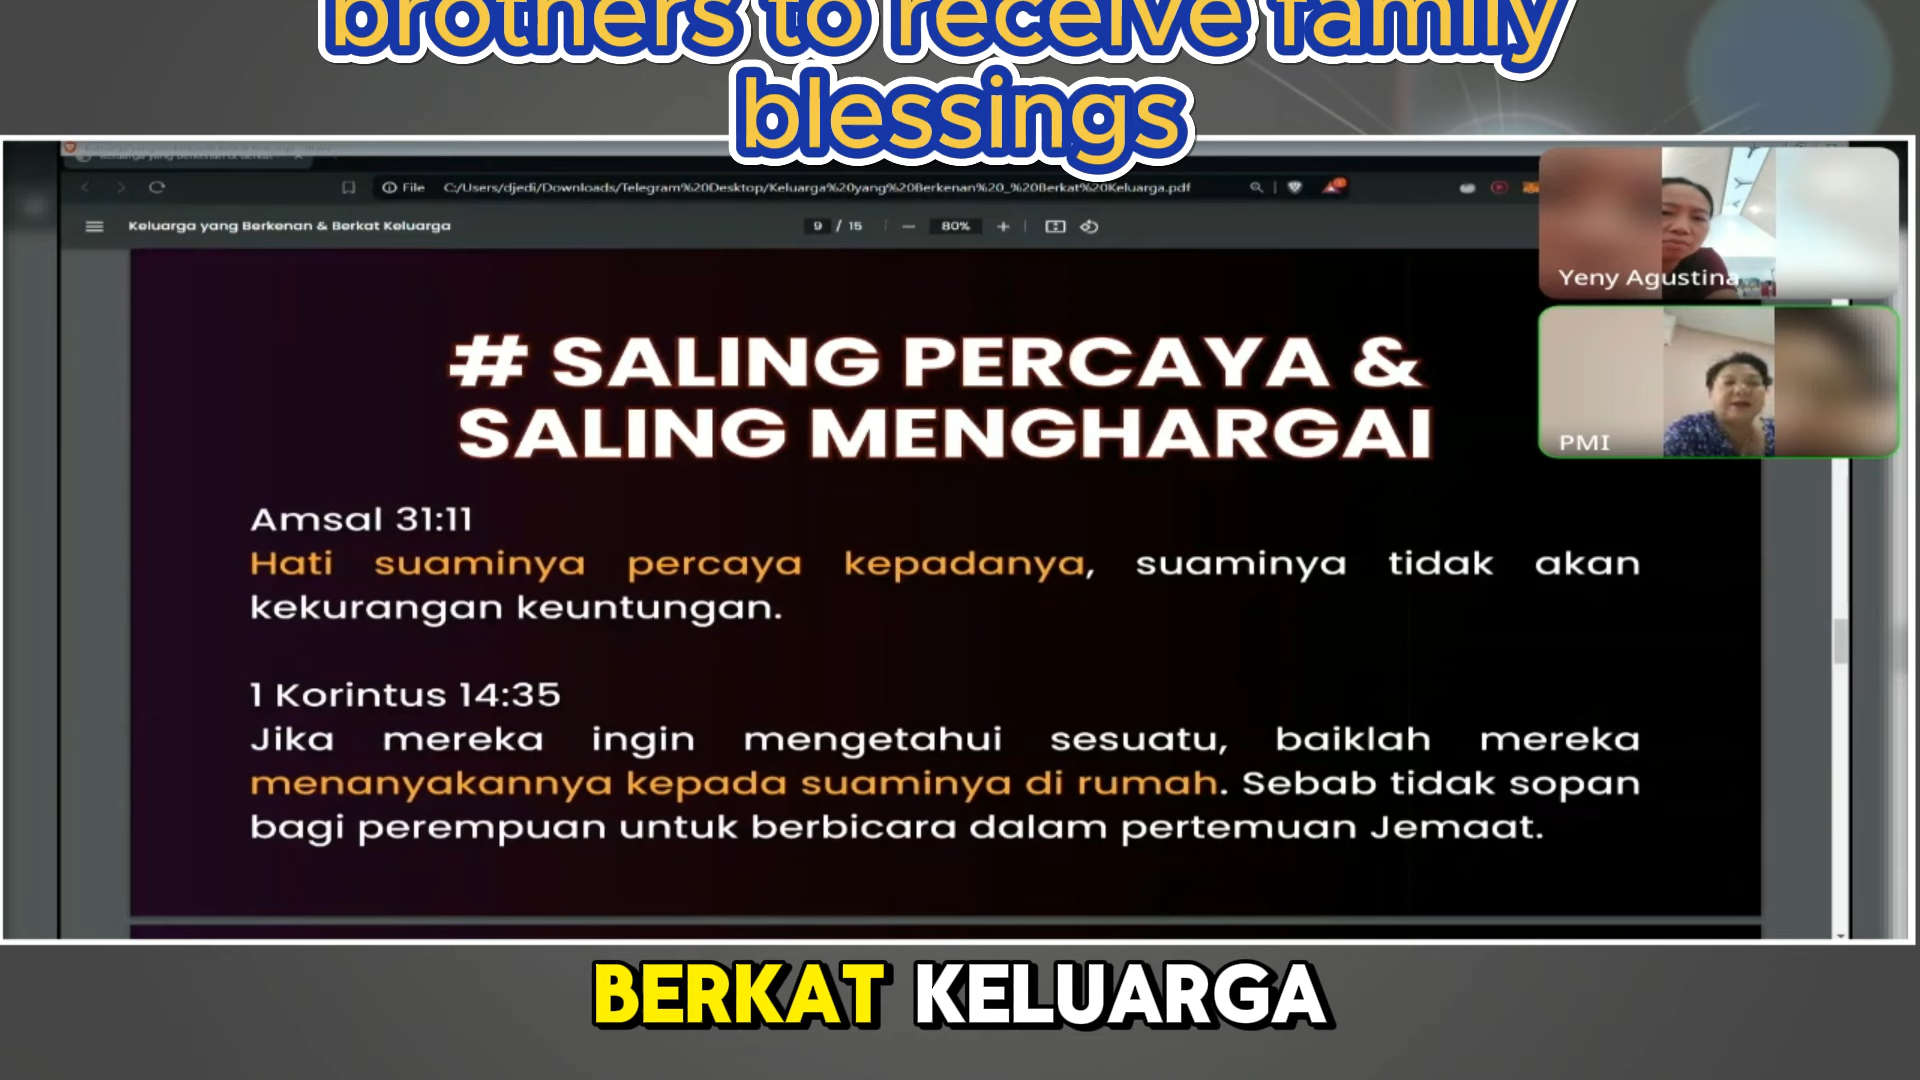 brothers to receive family
blessings
File C:/Users/djedi/Downloads/Telegram%20Desktop/Keluarga%20yang%20Berkenan%20_%20Berkat%20Keluarga.pdf
Keluarga yang Berkenan & Berkat Keluarga
9 / 15
80%
Yeny Agustina
PMI
# SALING PERCAYA &
SALING MENGHARGAI
Amsal 31:11
Hati suaminya percaya kepadanya, suaminya tidak akan
kekurangan keuntungan.
1 Korintus 14:35
Jika mereka ingin mengetahui sesuatu, baiklah mereka
menanyakannya kepada suaminya di rumah. Sebab tidak sopan
bagi perempuan untuk berbicara dalam pertemuan Jemaat.
BERKAT KELUARGA